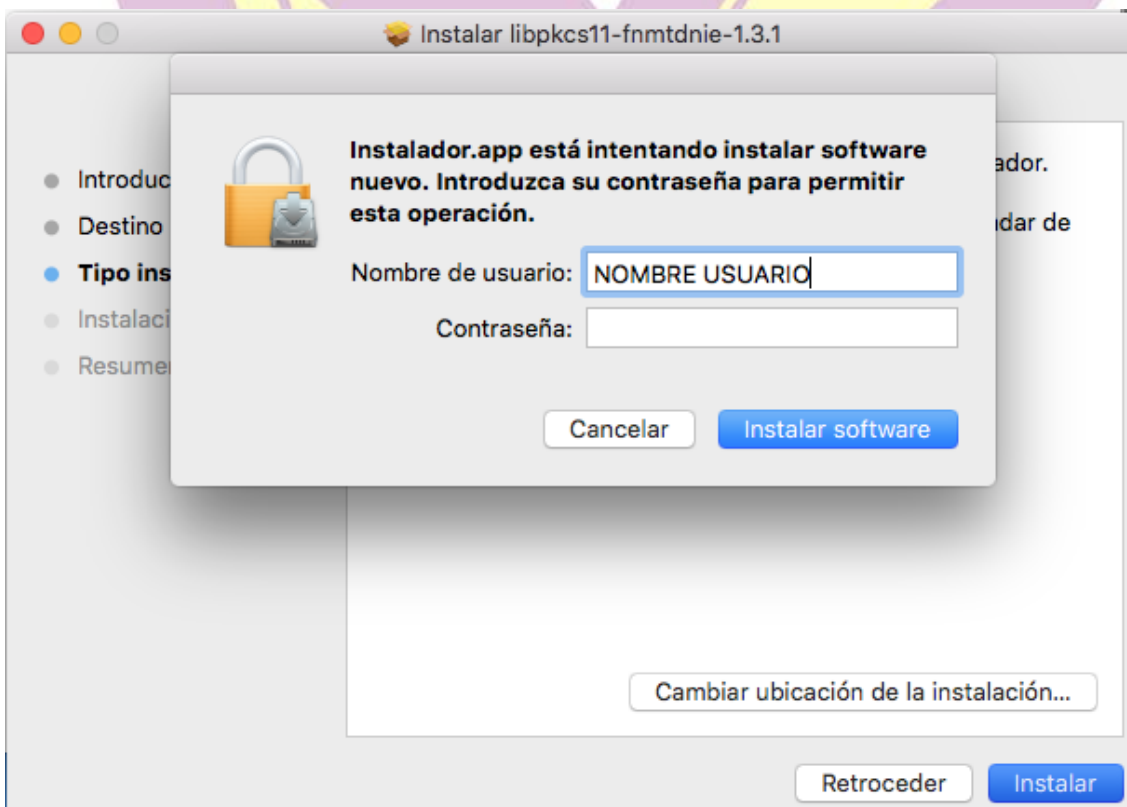 Instalar libpkcs11-fnmtdnie-1.3.1
Instalador.app está intentando instalar software
nuevo. Introduzca su contraseña para permitir
esta operación.
Nombre de usuario: NOMBRE USUARIO
Contraseña:
Cancelar Instalar software
Introduc
Destino
Tipo ins
Instalaci
Resume
ador.
ndar de
Cambiar ubicación de la instalación...
Retroceder Instalar